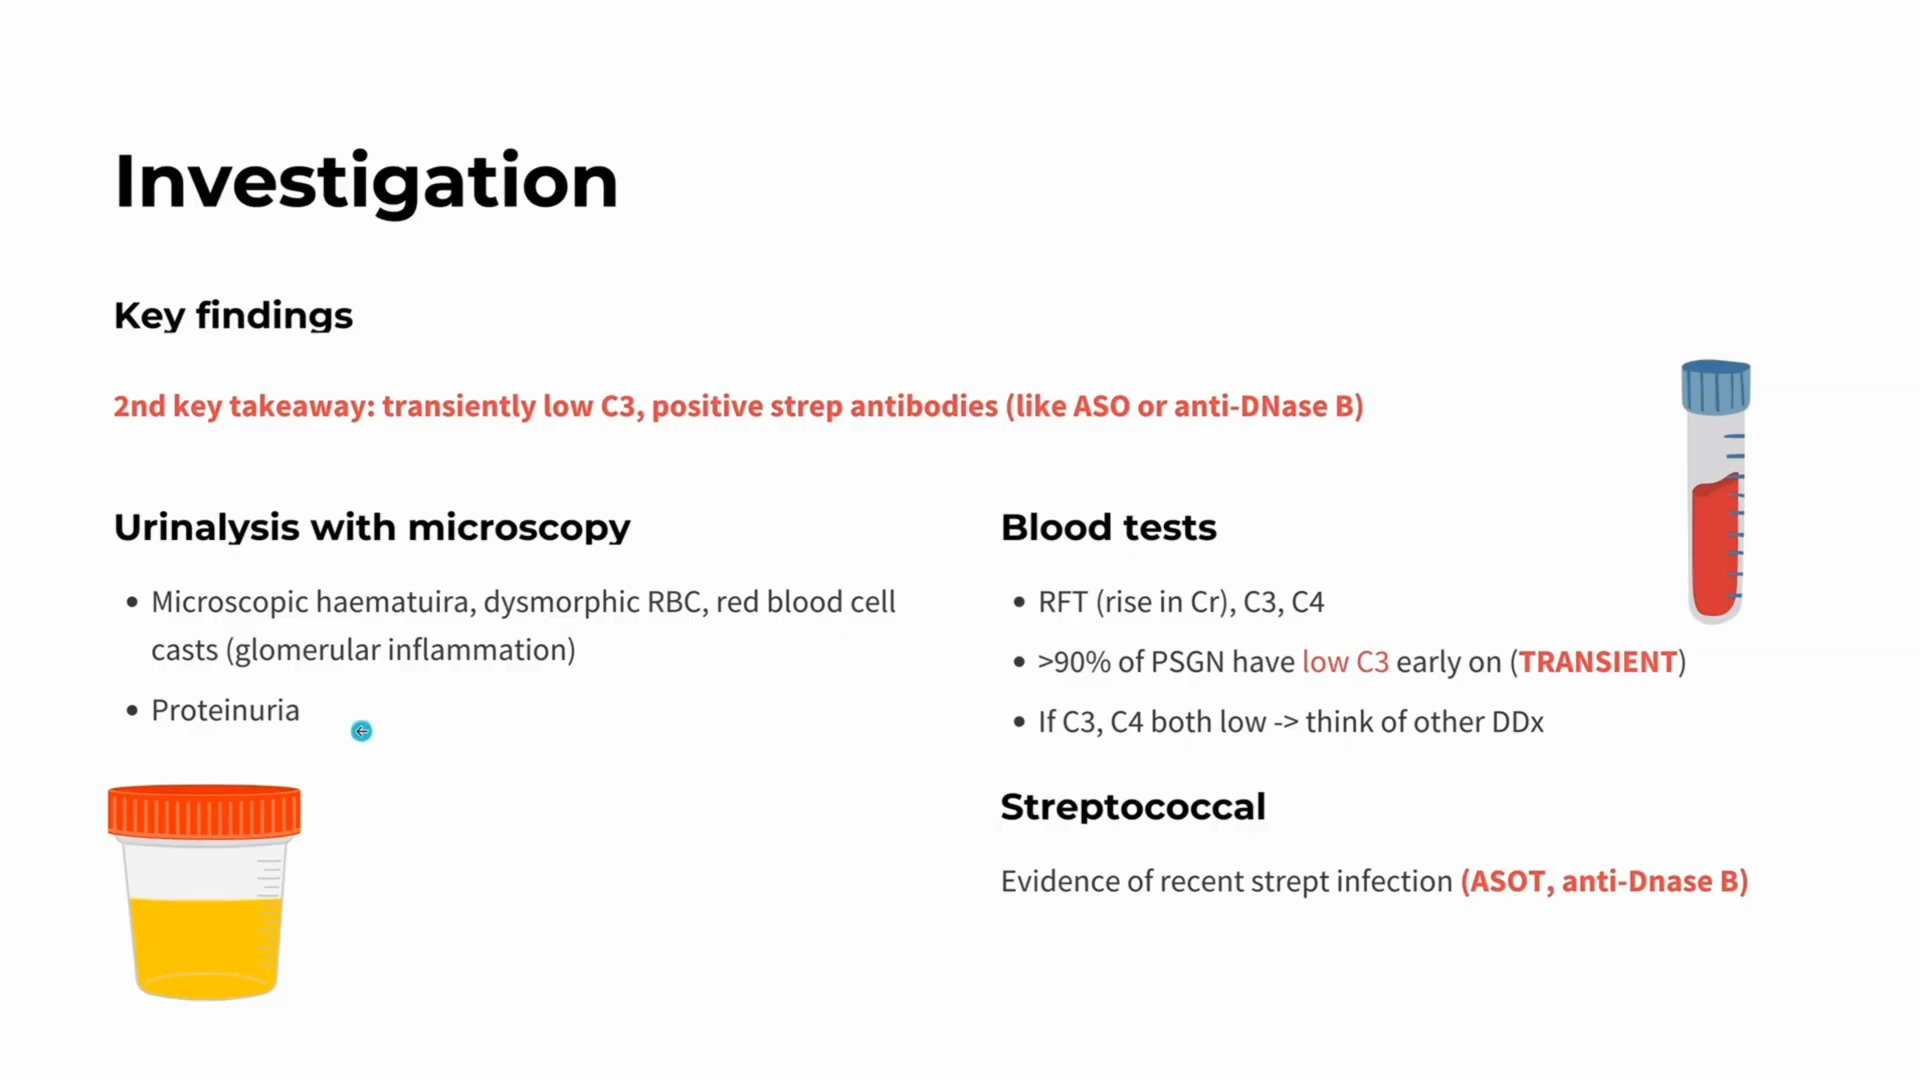 Investigation
Key findings
2nd key takeaway: transiently low C3, positive strep antibodies (like ASO or anti-DNase B)
Urinalysis with microscopy
• Microscopic haematuira, dysmorphic RBC, red blood cell
casts (glomerular inflammation)
• Proteinuria
Blood tests
• RFT (rise in Cr), C3, C4
• >90% of PSGN have low C3 early on (TRANSIENT)
• If C3, C4 both low -> think of other DDx
Streptococcal
Evidence of recent strept infection (ASOT, anti-Dnase B)